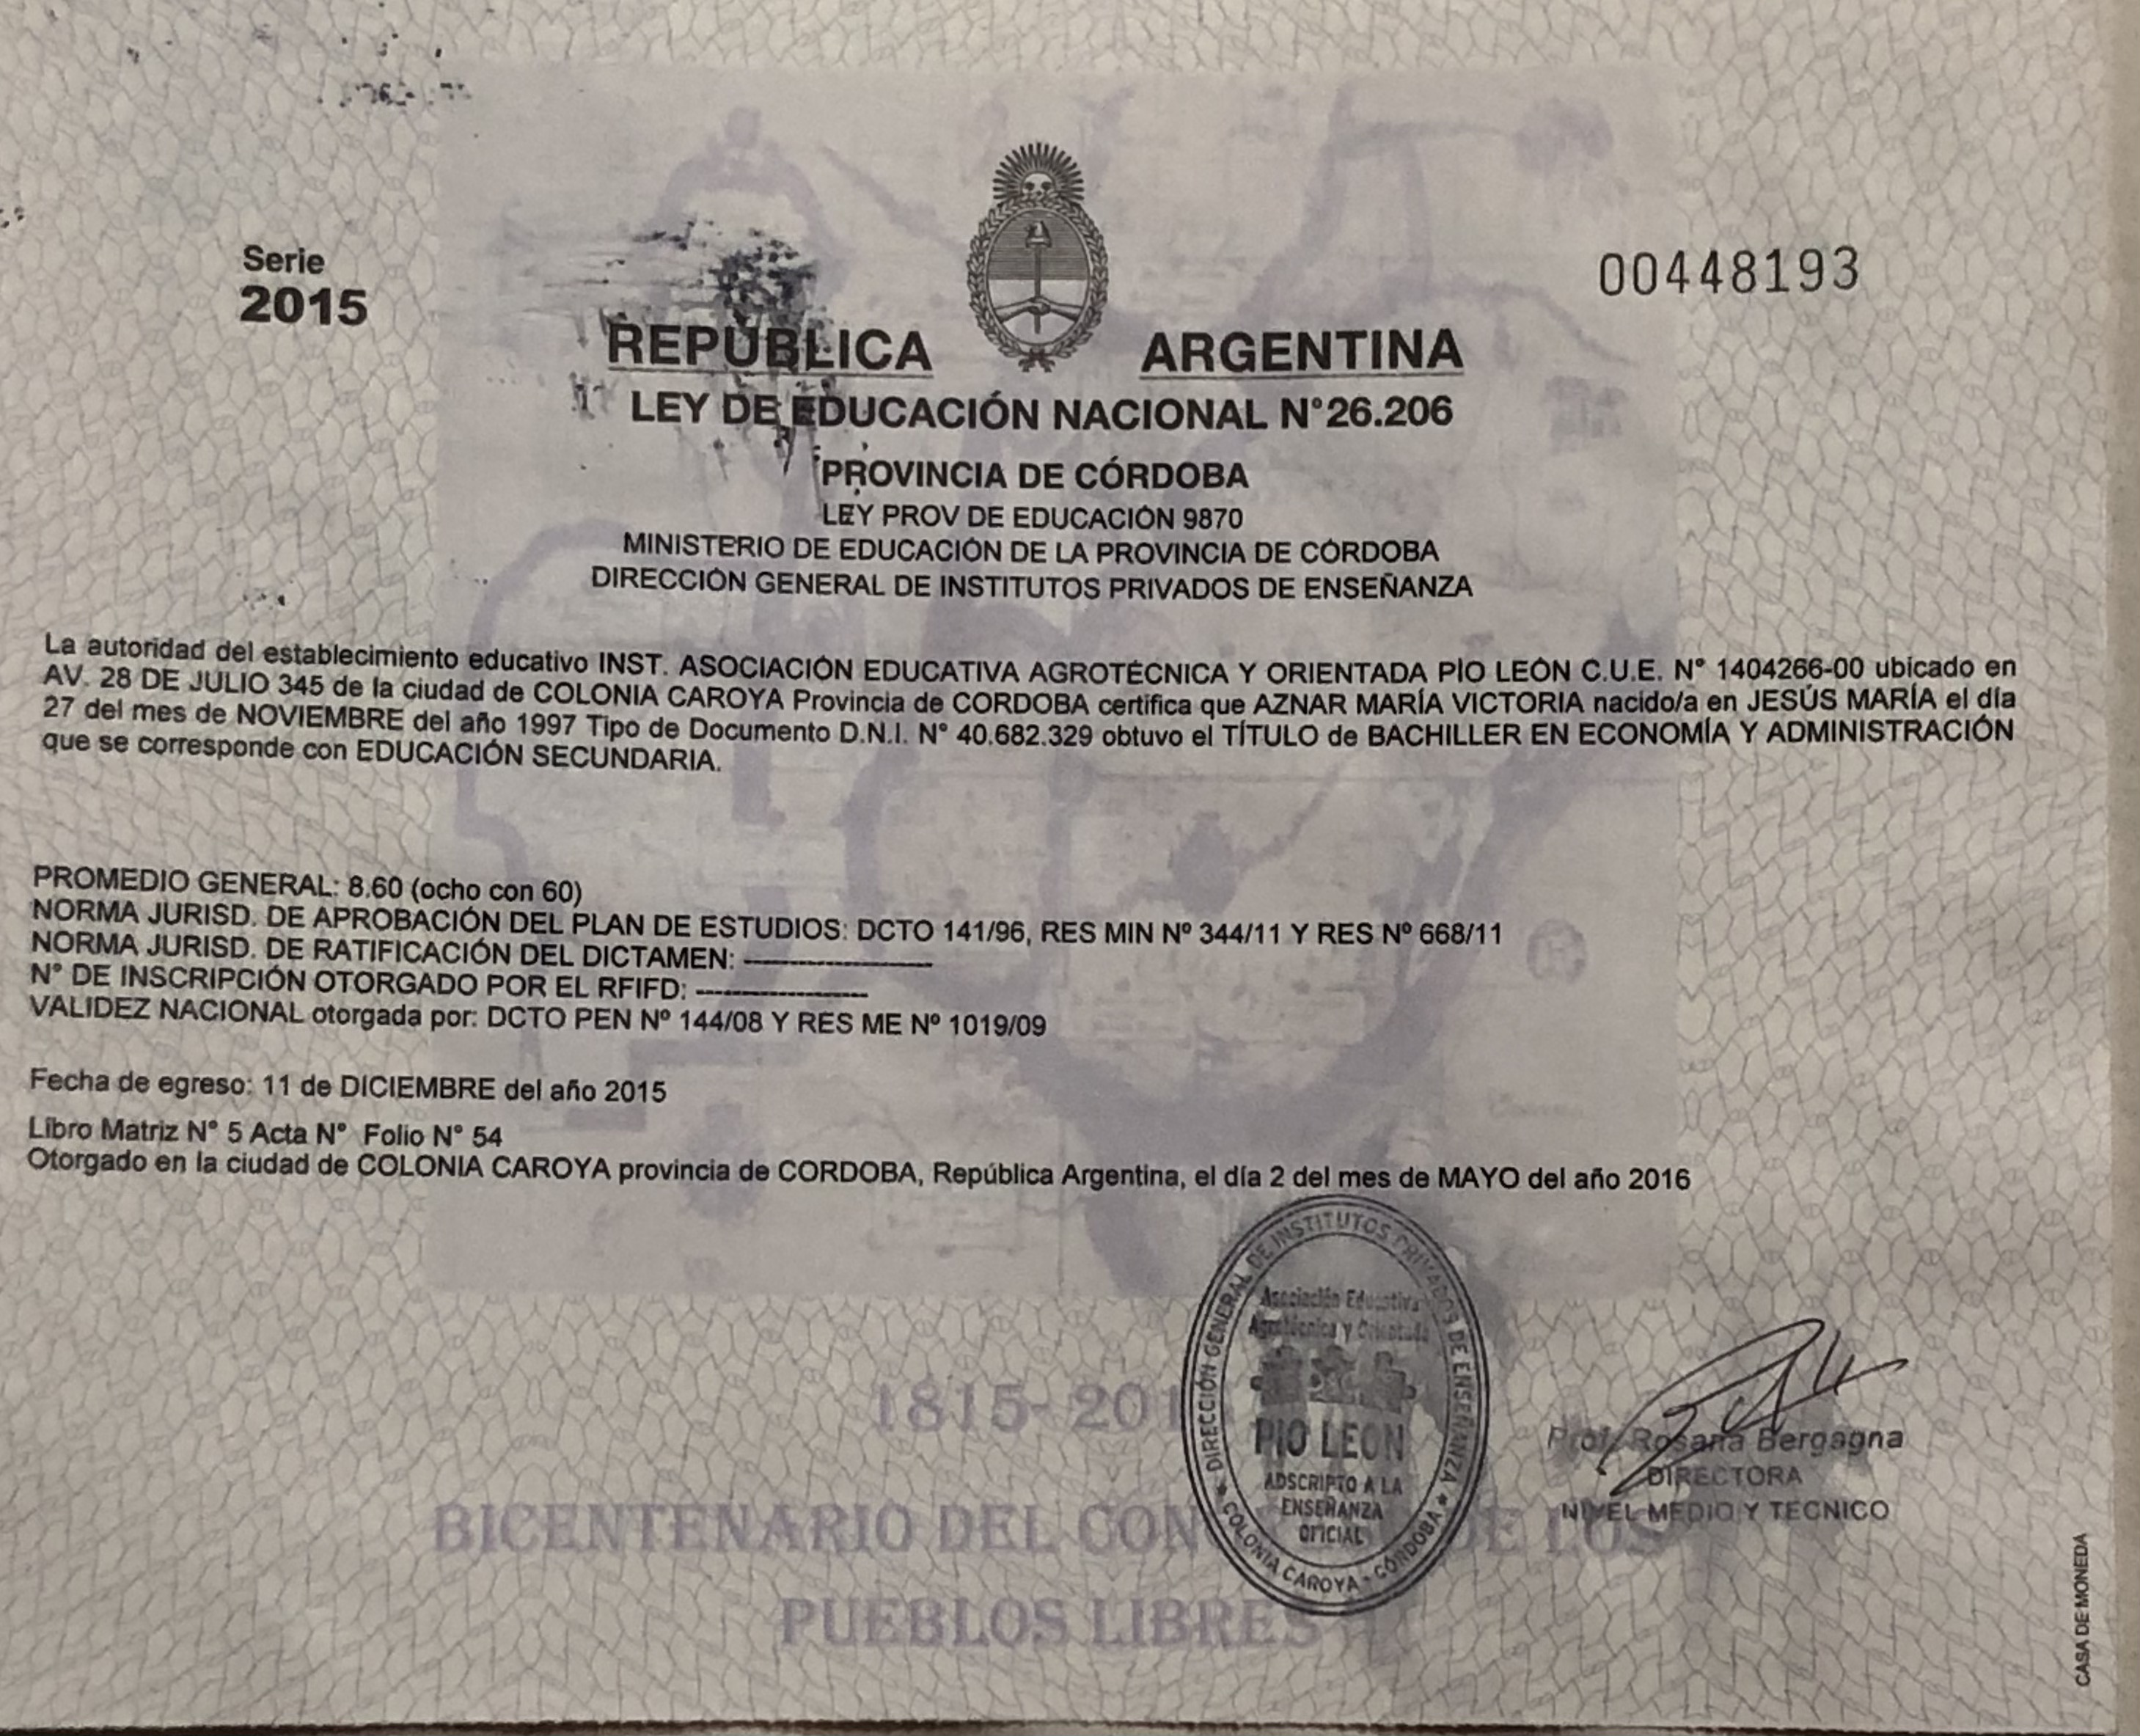 Serie
2015
00448193
REPÚBLICA ARGENTINA
LEY DE EDUCACIÓN NACIONAL N°26.206
PROVINCIA DE CÓRDOBA
LEY PROV DE EDUCACIÓN 9870
MINISTERIO DE EDUCACIÓN DE LA PROVINCIA DE CÓRDOBA
DIRECCIÓN GENERAL DE INSTITUTOS PRIVADOS DE ENSEÑANZA
La autoridad del establecimiento educativo INST. ASOCIACIÓN EDUCATIVA AGROTÉCNICA Y ORIENTADA PÍO LEÓN C.U.E. N° 1404266-00 ubicado en
AV. 28 DE JULIO 345 de la ciudad de COLONIA CAROYA Provincia de CORDOBA certifica que AZNAR MARÍA VICTORIA nacido/a en JESÚS MARÍA el día
27 del mes de NOVIEMBRE del año 1997 Tipo de Documento D.N.I. N° 40.682.329 obtuvo el TÍTULO de BACHILLER EN ECONOMÍA Y ADMINISTRACIÓN
que se corresponde con EDUCACIÓN SECUNDARIA.
PROMEDIO GENERAL: 8.60 (ocho con 60)
NORMA JURISD. DE APROBACIÓN DEL PLAN DE ESTUDIOS: DCTO 141/96, RES MIN Nº 344/11 Y RES Nº 668/11
NORMA JURISD. DE RATIFICACIÓN DEL DICTAMEN: --------------------
N° DE INSCRIPCIÓN OTORGADO POR EL RFIFD: ------------------
VALIDEZ NACIONAL otorgada por: DCTO PEN Nº 144/08 Y RES ME Nº 1019/09
Fecha de egreso: 11 de DICIEMBRE del año 2015
Libro Matriz N° 5 Acta N° Folio N° 54
Otorgado en la ciudad de COLONIA CAROYA provincia de CORDOBA, República Argentina, el día 2 del mes de MAYO del año 2016
DIRECCIÓN GENERAL DE INSTITUTOS PRIVADOS DE ENSEÑANZA
Asociación Educativa
Agrotécnica y Orientada
PIO LEON
ADSCRIPTO A LA
ENSEÑANZA
OFICIAL
COLONIA CAROYA - CÓRDOBA
Prof. Rosana Bergagna
DIRECTORA
NIVEL MEDIO Y TECNICO
1815-201
BICENTENARIO DEL CON DE LOS
PUEBLOS LIBRES
CASA DE MONEDA